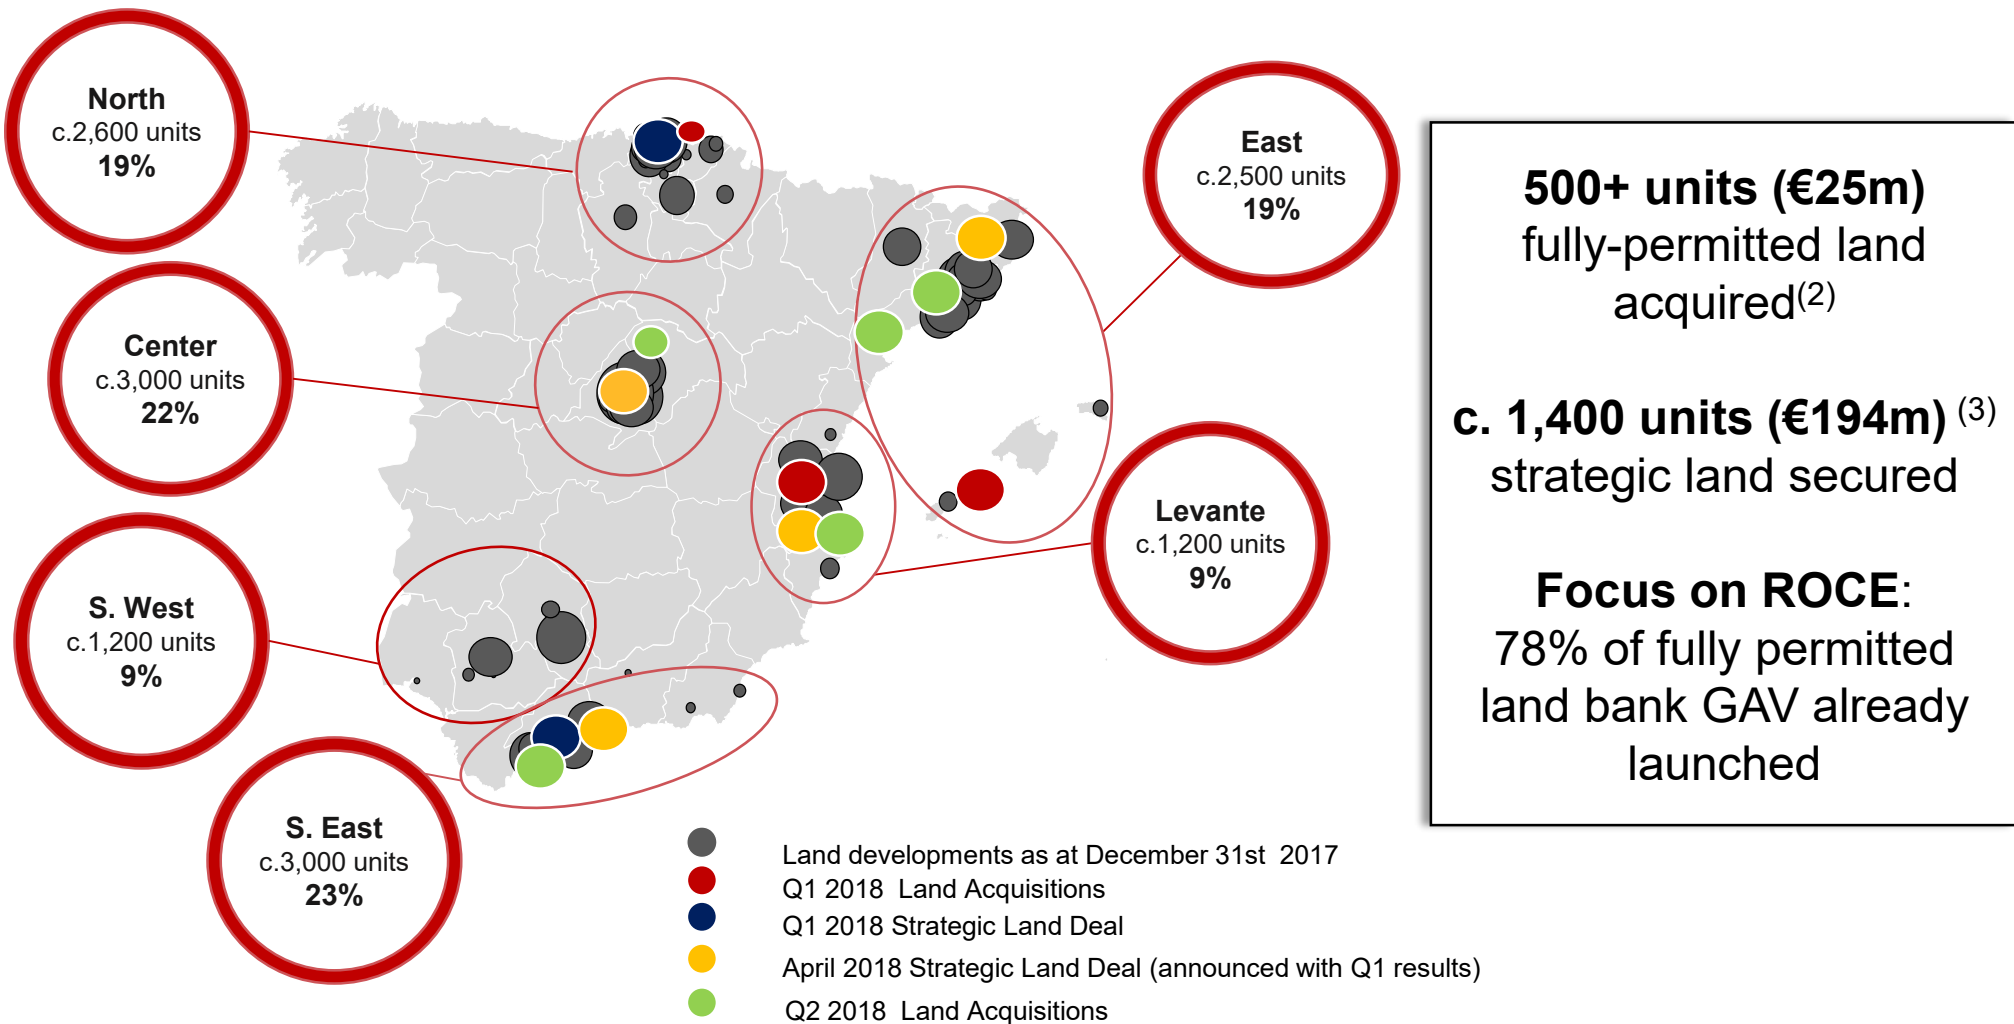 North
c.2,600 units
19%
Center
c.3,000 units
22%
S. West
c.1,200 units
9%
S. East
c.3,000 units
23%
East
c.2,500 units
19%
Levante
c.1,200 units
9%
500+ units (€25m)
fully-permitted land
acquired(2)
c. 1,400 units (€194m) (3)
strategic land secured
Focus on ROCE:
78% of fully permitted
land bank GAV already
launched
Land developments as at December 31st 2017
Q1 2018 Land Acquisitions
Q1 2018 Strategic Land Deal
April 2018 Strategic Land Deal (announced with Q1 results)
Q2 2018 Land Acquisitions